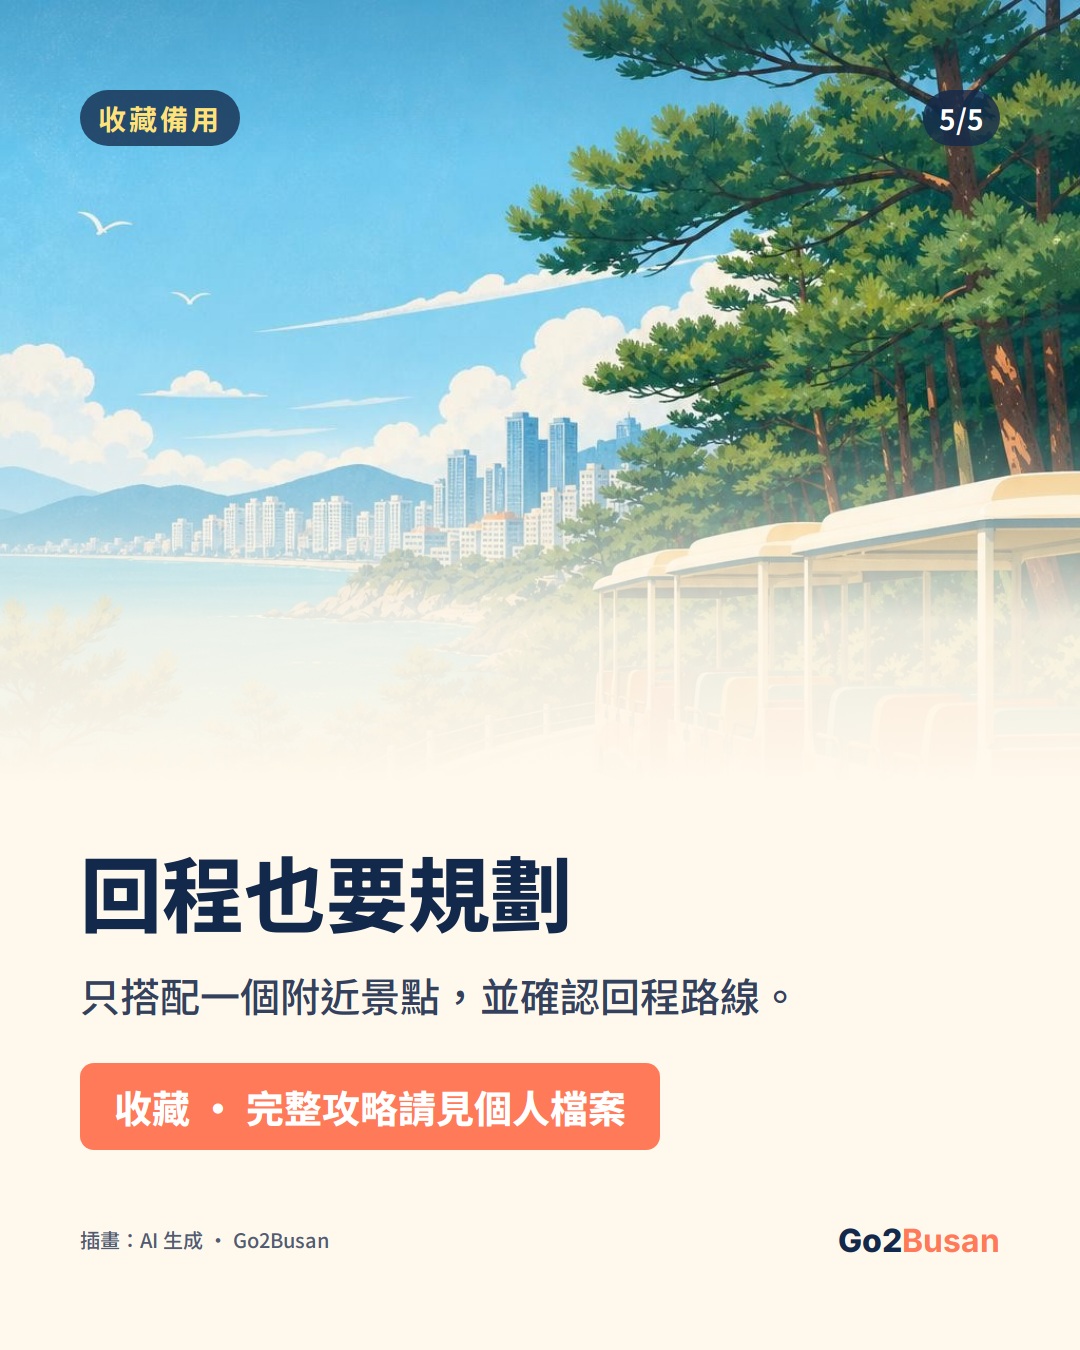 收藏備用
5/5
回程也要規劃
只搭配一個附近景點，並確認回程路線。
收藏 • 完整攻略請見個人檔案
插畫：AI 生成 • Go2Busan
Go2Busan